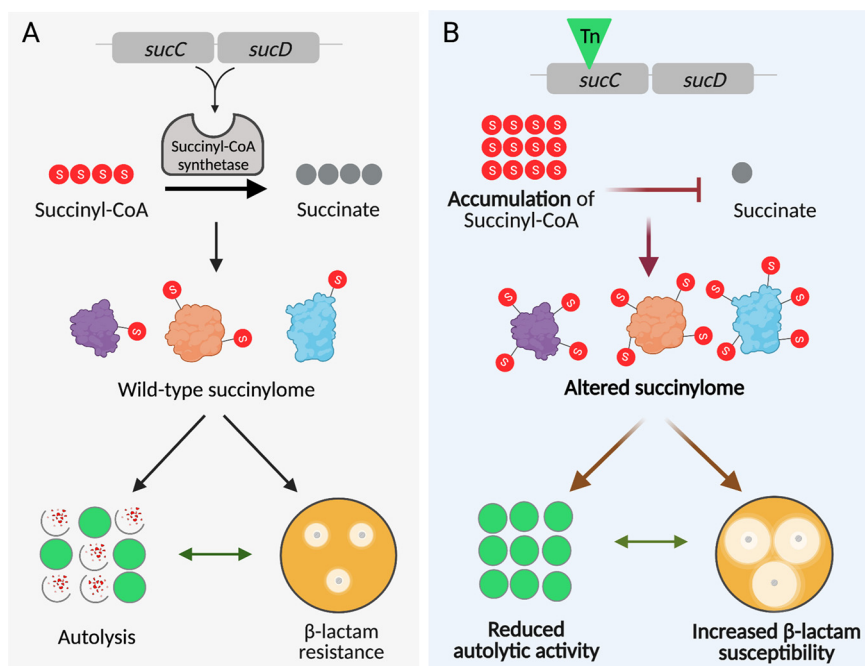 A
sucC
sucD
Succinyl-CoA
synthetase
S S S S
Succinyl-CoA
Succinate
S
S
S
S
Wild-type succinylome
Autolysis
β-lactam
resistance
B
Tn
sucC
sucD
S S S S
S S S S
S S S S
Accumulation of
Succinyl-CoA
Succinate
S
S
S
S
S
S
S
S
S
S
S
S
S
Altered succinylome
Reduced
autolytic activity
Increased β-lactam
susceptibility